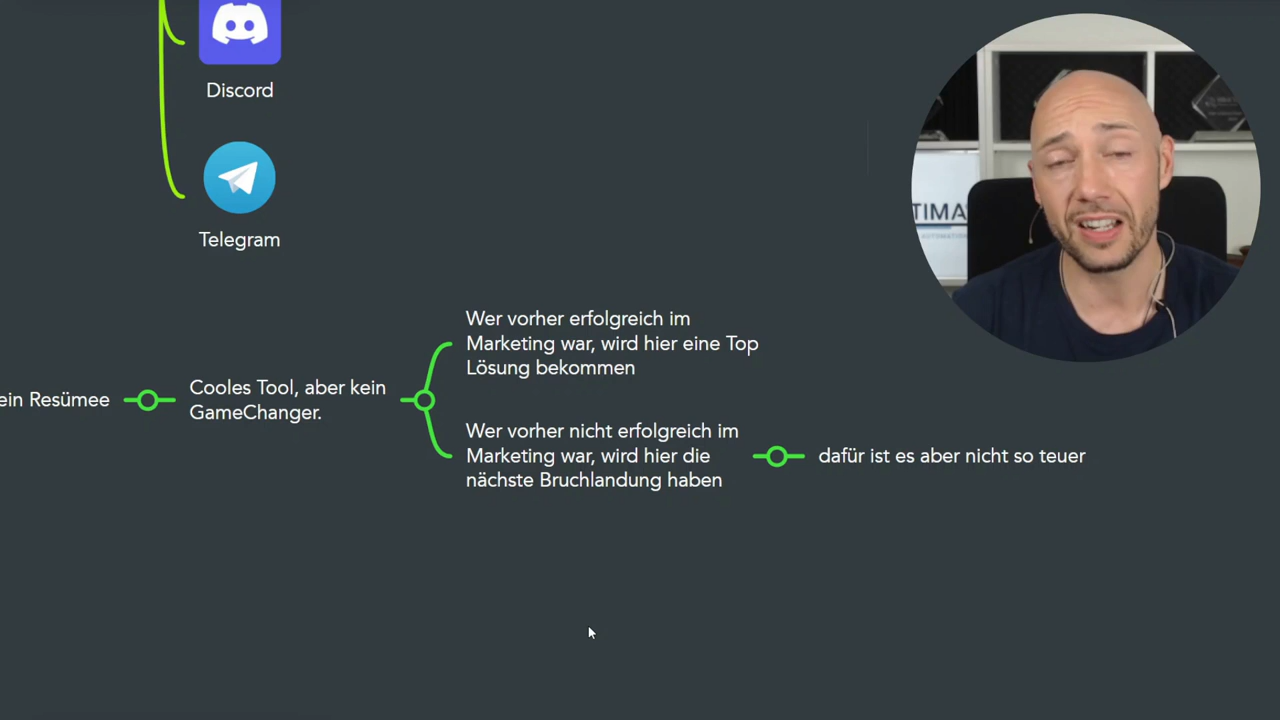 Discord
Telegram
TIMA
AUTOMATION
Wer vorher erfolgreich im
Marketing war, wird hier eine Top
Lösung bekommen
ein Resümee
Cooles Tool, aber kein
GameChanger.
Wer vorher nicht erfolgreich im
Marketing war, wird hier die
nächste Bruchlandung haben
dafür ist es aber nicht so teuer